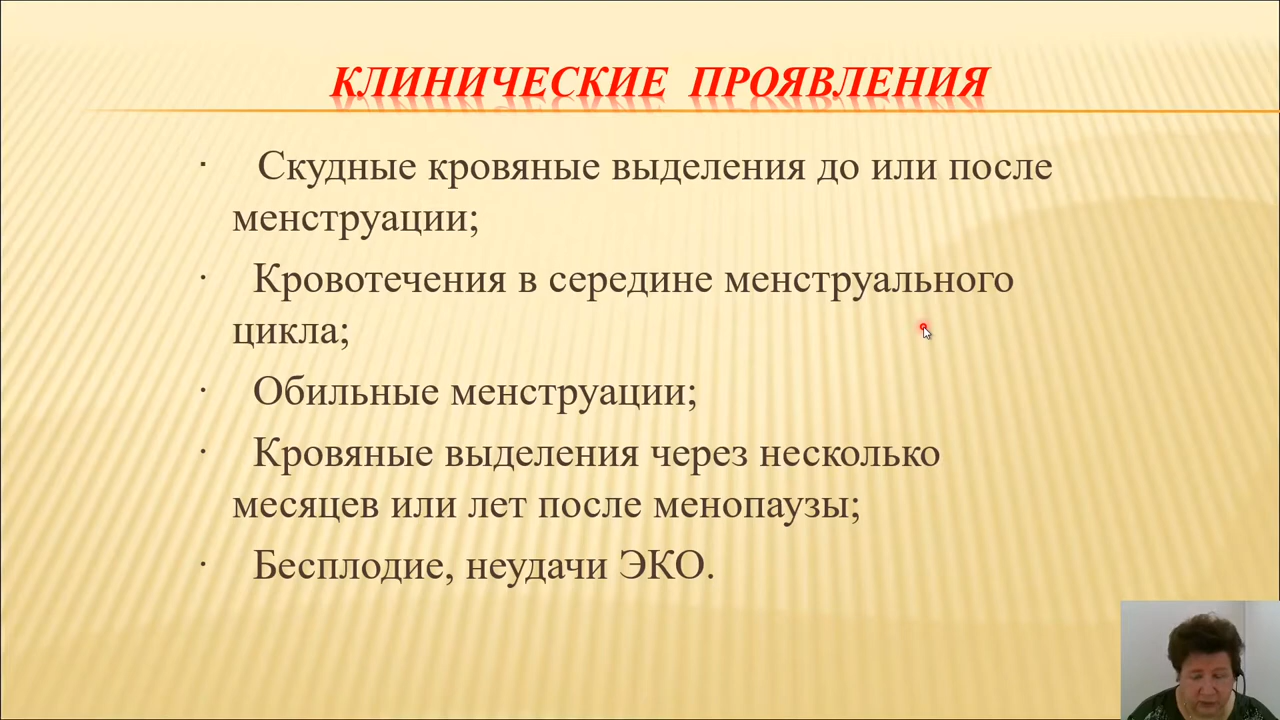 КЛИНИЧЕСКИЕ ПРОЯВЛЕНИЯ
· Скудные кровяные выделения до или после
менструации;
· Кровотечения в середине менструального
цикла;
· Обильные менструации;
· Кровяные выделения через несколько
месяцев или лет после менопаузы;
· Бесплодие, неудачи ЭКО.